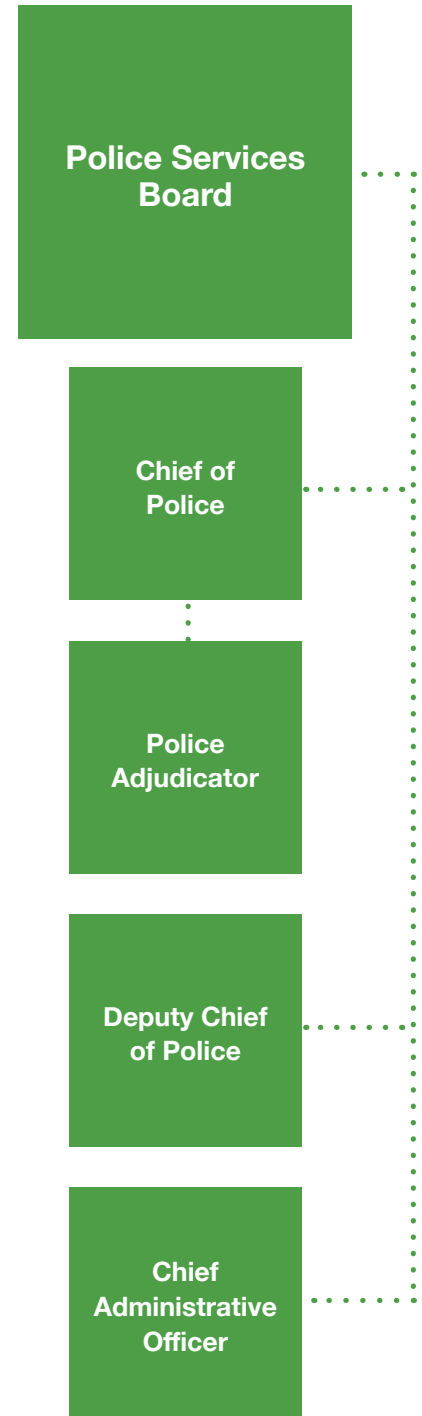 Police Services
Board
Chief of
Police
Police
Adjudicator
Deputy Chief
of Police
Chief
Administrative
Officer